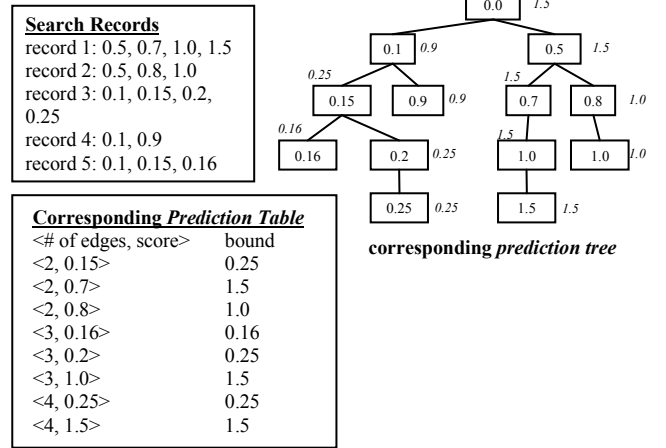 Search Records
record 1: 0.5, 0.7, 1.0, 1.5
record 2: 0.5, 0.8, 1.0
record 3: 0.1, 0.15, 0.2,
0.25
record 4: 0.1, 0.9
record 5: 0.1, 0.15, 0.16
0.0 1.5
0.1 0.9 0.5 1.5
0.25 1.5
0.15 0.9 0.9 0.7 0.8 1.0
0.16 1.5
0.16 0.2 0.25 1.0 1.0 1.0
0.25 0.25 1.5 1.5
corresponding prediction tree
Corresponding Prediction Table
<# of edges, score> bound
<2, 0.15> 0.25
<2, 0.7> 1.5
<2, 0.8> 1.0
<3, 0.16> 0.16
<3, 0.2> 0.25
<3, 1.0> 1.5
<4, 0.25> 0.25
<4, 1.5> 1.5